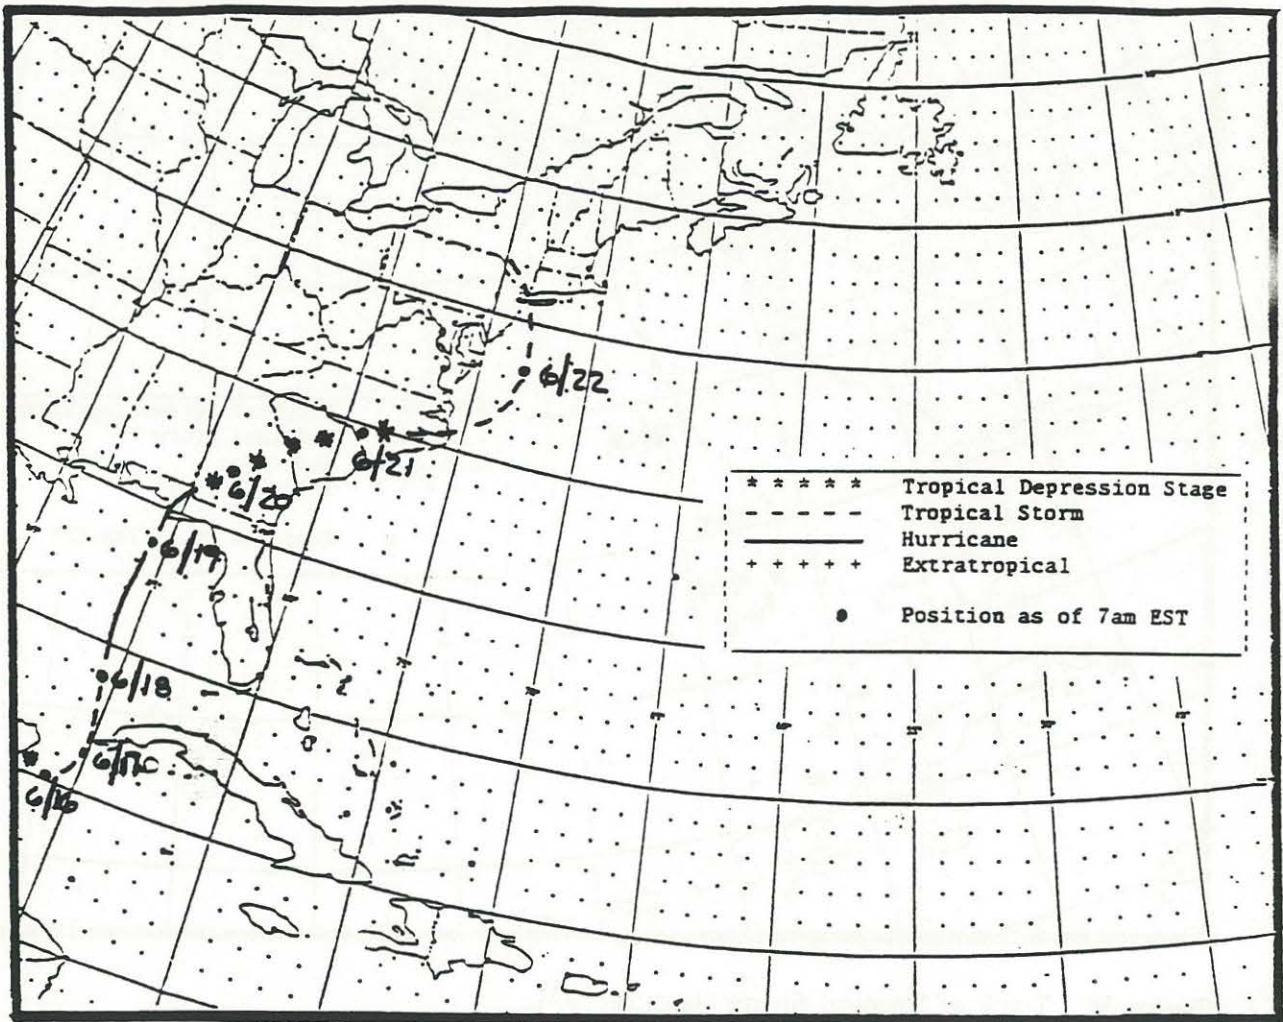 6/22
6/21
6/20
6/19
6/18
6/17
6/16
* * * * * Tropical Depression Stage
- - - - - - Tropical Storm
Hurricane
+ + + + + Extratropical
● Position as of 7am EST